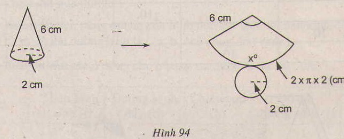 6 cm
2 cm
6 cm
x°
2 x π x 2 (cm
2 cm
Hình 94